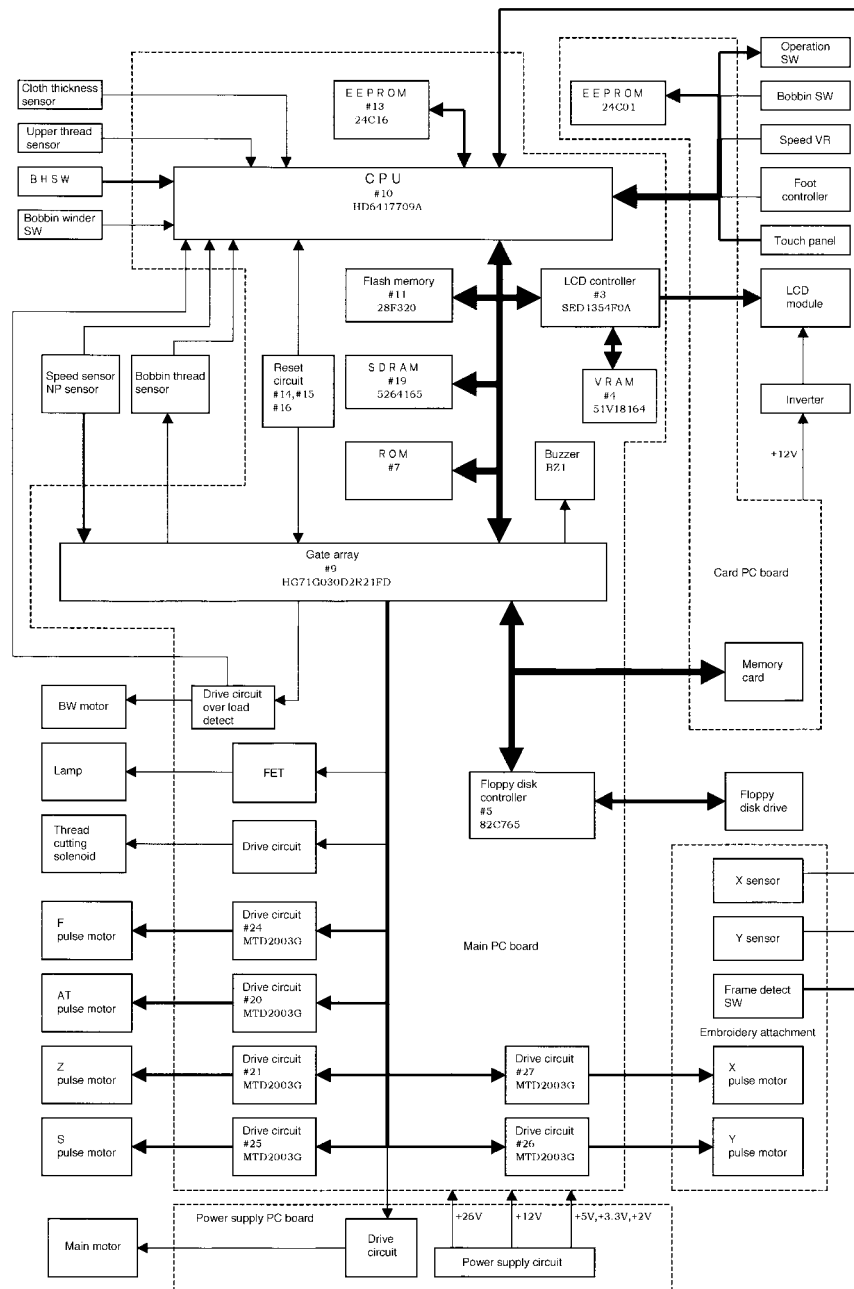 Operation
SW
Cloth thickness
sensor
EEPROM
#13
24C16
EEPROM
24C01
Bobbin SW
Upper thread
sensor
Speed VR
BHSW
CPU
#10
HD6417709A
Foot
controller
Bobbin winder
SW
Touch panel
Flash memory
#11
28F320
LCD controller
#3
SED1354F0A
LCD
module
Speed sensor
NP sensor
Bobbin thread
sensor
Reset
circuit
#14,#15
#16
SDRAM
#19
5264165
VRAM
#4
51V18164
Inverter
+12V
ROM
#7
Buzzer
BZ1
Gate array
#9
HG71G030D2R21FD
Card PC board
Memory
card
BW motor
Drive circuit
over load
detect
Lamp
FET
Floppy disk
controller
#5
82C765
Floppy
disk drive
Thread
cutting
solenoid
Drive circuit
X sensor
F
pulse motor
Drive circuit
#24
MTD2003G
Main PC board
Y sensor
AT
pulse motor
Drive circuit
#20
MTD2003G
Frame detect
SW
Embroidery attachment
Z
pulse motor
Drive circuit
#21
MTD2003G
Drive circuit
#27
MTD2003G
X
pulse motor
S
pulse motor
Drive circuit
#25
MTD2003G
Drive circuit
#26
MTD2003G
Y
pulse motor
Power supply PC board
+26V
+12V
+5V,+3.3V,+2V
Main motor
Drive
circuit
Power supply circuit